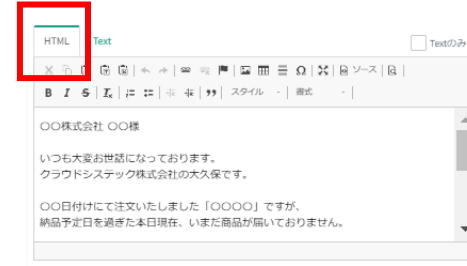 HTML
Text
Textのみ
ソース
B I S Ix
スタイル
書式
〇〇株式会社 〇〇様
いつも大変お世話になっております。
クラウドシステック株式会社の大久保です。
〇〇日付けにて注文いたしました「〇〇〇〇」ですが、
納品予定日を過ぎた本日現在、いまだ商品が届いておりません。